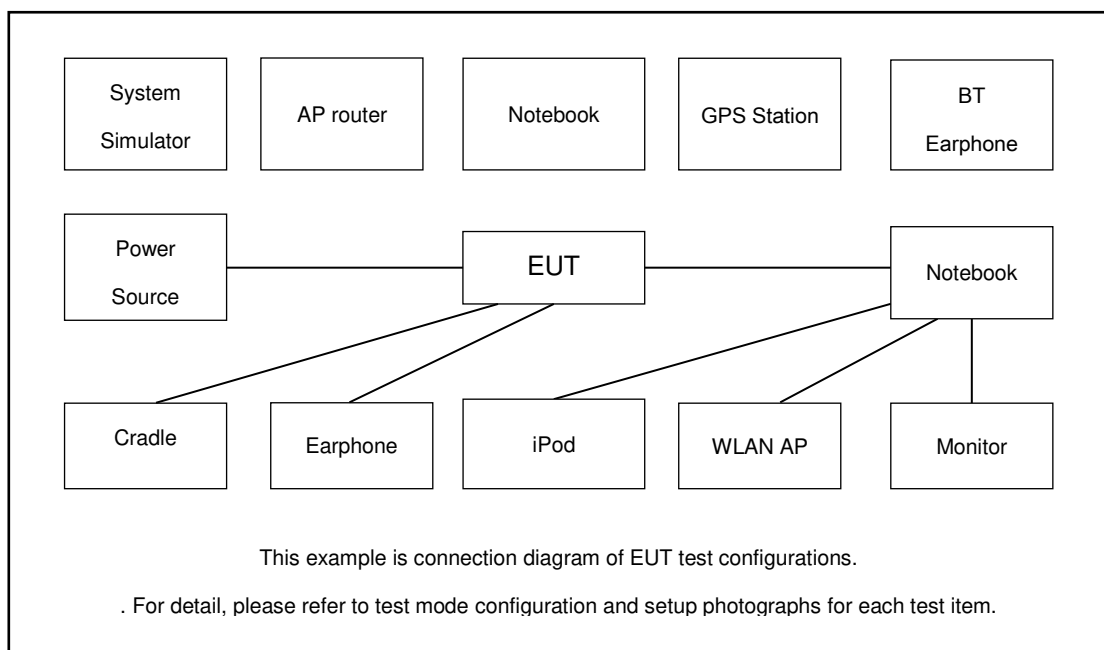 System
Simulator
AP router
Notebook
GPS Station
BT
Earphone
Power
Source
EUT
Notebook
Cradle
Earphone
iPod
WLAN AP
Monitor
This example is connection diagram of EUT test configurations.
. For detail, please refer to test mode configuration and setup photographs for each test item.